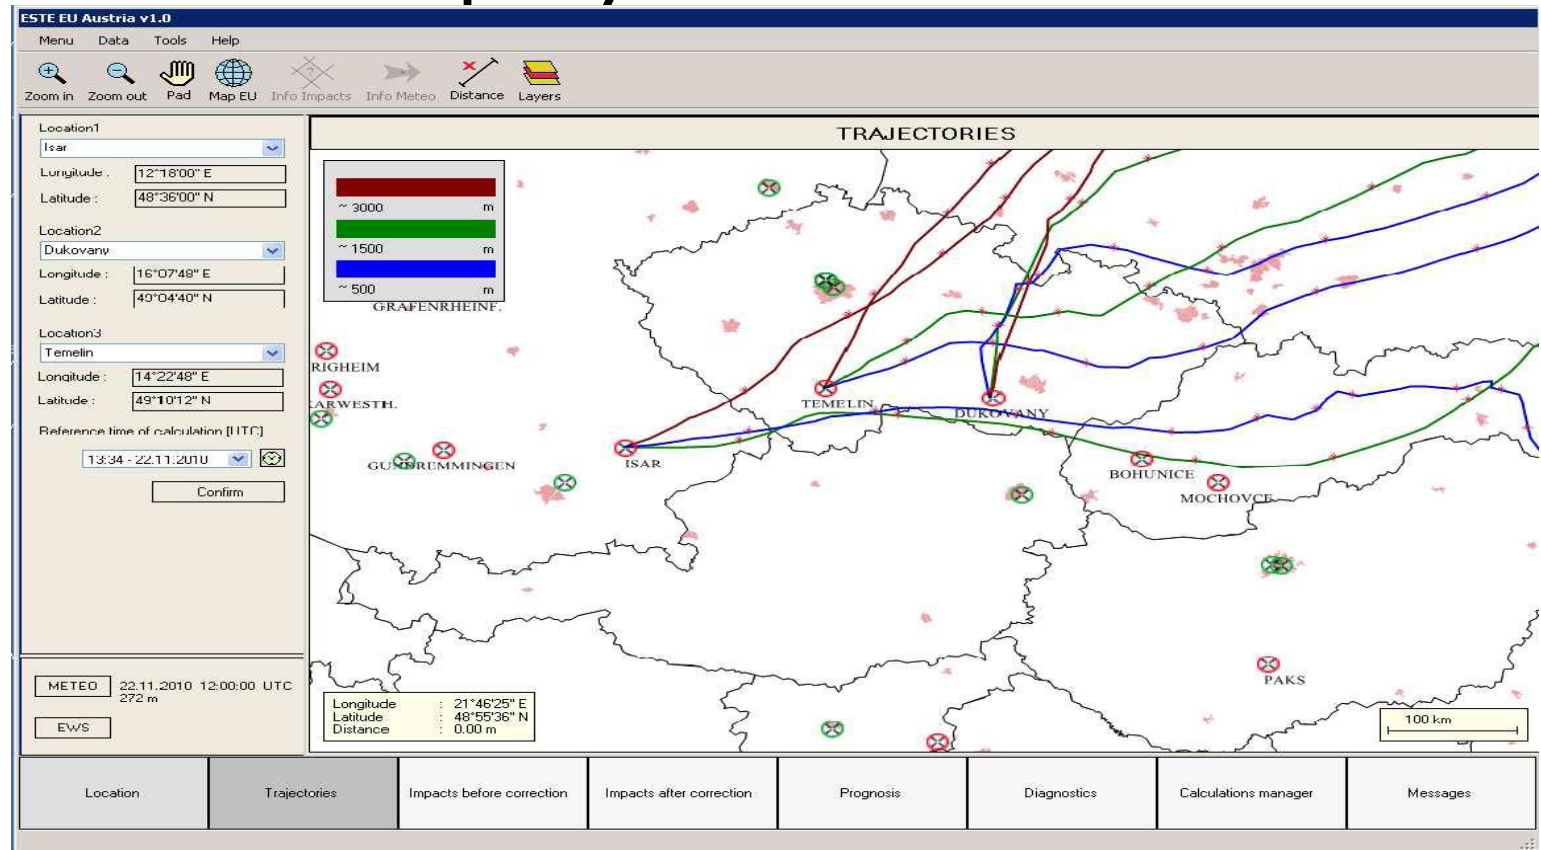 ESTE EU Austria v1.0
Menu Data Tools Help
Zoom in Zoom out Pad Map EU Info Impacts Info Meteo Distance Layers
Location1
Isar
Longitude : 12°18'00" E
Latitude : 48°36'00" N
Location2
Dukovany
Longitude : 16°07'48" E
Latitude : 49°04'40" N
Location3
Temelin
Longitude : 14°22'48" E
Latitude : 49°10'12" N
Reference time of calculation [UTC]
13:34 - 22.11.2010
Confirm
METEO 22.11.2010 12:00:00 UTC
272 m
EWS
TRAJECTORIES
~ 3000 m
~ 1500 m
~ 500 m
GRAFENRHEINF.
RIGHEIM
KARWESTH.
GUNDREMMINGEN
ISAR
TEMELIN
DUKOVANY
BOHUNICE
MOCHOVCE
PAKS
Longitude : 21°46'25" E
Latitude : 48°55'36" N
Distance : 0.00 m
100 km
Location Trajectories Impacts before correction Impacts after correction Prognosis Diagnostics Calculations manager Messages